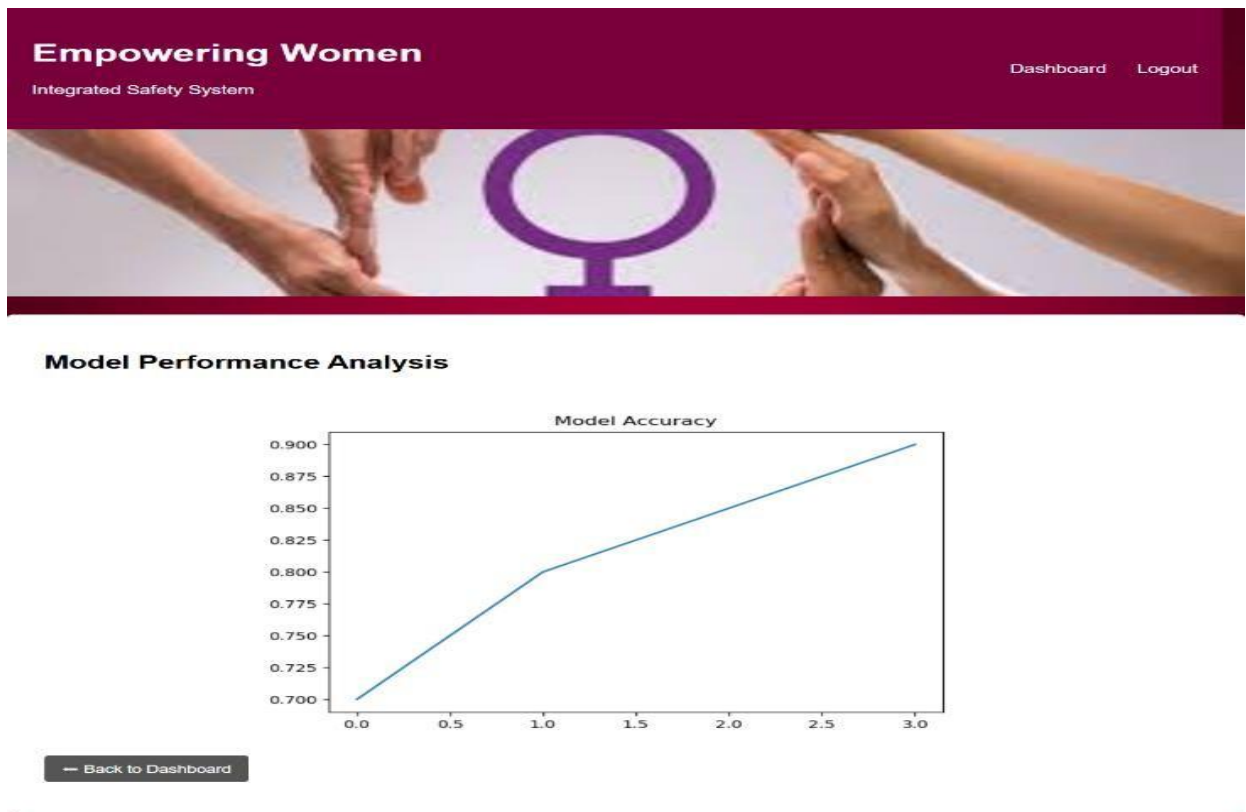 Empowering Women
Integrated Safety System
Dashboard Logout
Model Performance Analysis
Model Accuracy
0.900
0.875
0.850
0.825
0.800
0.775
0.750
0.725
0.700
0.0 0.5 1.0 1.5 2.0 2.5 3.0
← Back to Dashboard